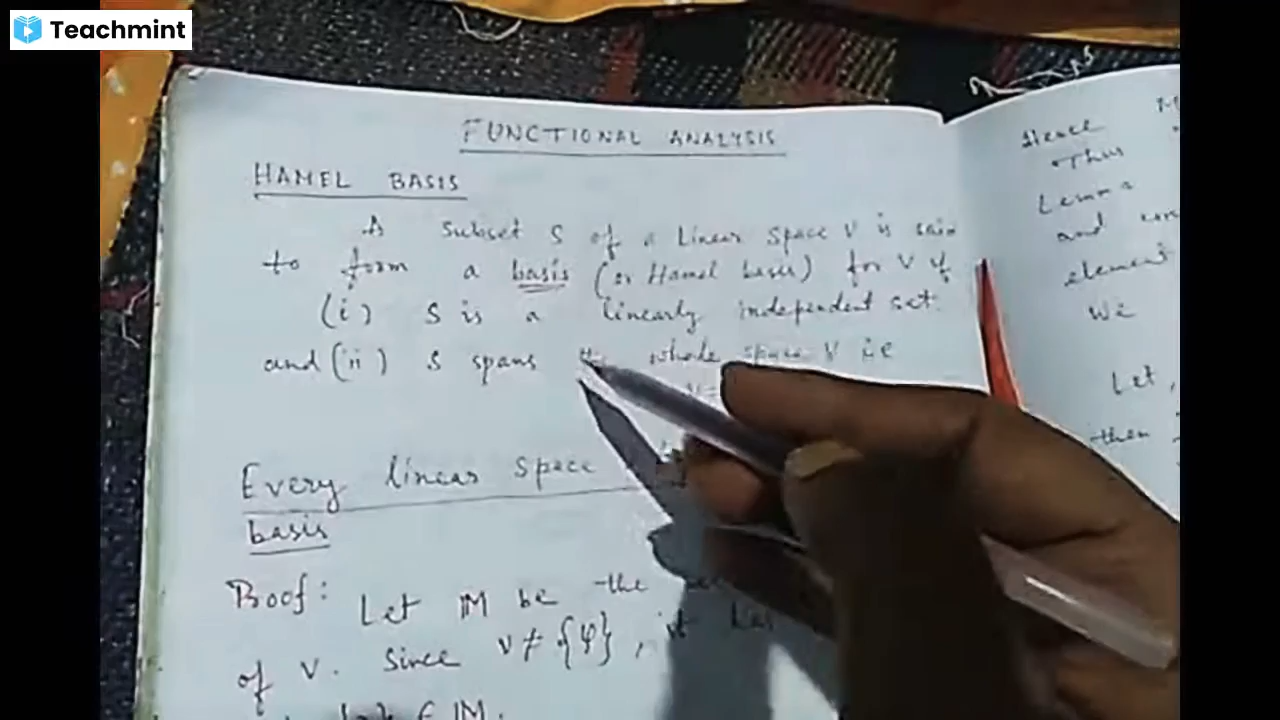 Teachmint
FUNCTIONAL ANALYSIS
HAMEL BASIS
A subset S of a linear space V is said
to form a basis (or Hamel basis) for V if
(i) S is a linearly independent set.
and (ii) S spans the whole space V i.e
Every linear space
basis
Proof: Let M be the
of V. Since V ≠ {φ}, it has
∈ M.
Hence
Thus
Lemma
and
element
We
Let,
then